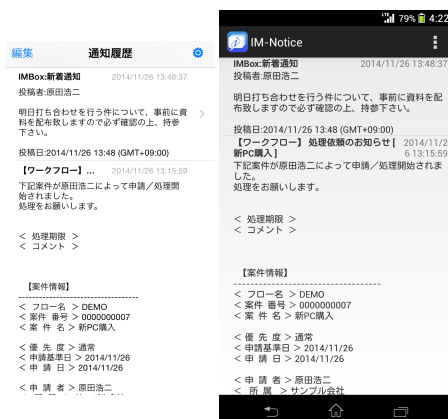 編集 通知履歴
IMBox:新着通知 2014/11/26 13:48:37
投稿者:原田浩二
明日打ち合わせを行う件について、事前に資
料を配布致しますので必ず確認の上、持参
下さい。
投稿日:2014/11/26 13:48 (GMT+09:00)
【ワークフロー】... 2014/11/26 13:15:59
下記案件が原田浩二によって申請／処理開
始されました。
処理をお願いします。
＜ 処理期限 ＞
＜ コメント ＞
【案件情報】
-----------------------------------
＜ フロー名 ＞DEMO
＜ 案件 番号 ＞0000000007
＜ 案 件 名 ＞新PC購入
＜ 優 先 度 ＞通常
＜ 申請基準日 ＞2014/11/26
＜ 申 請 日 ＞2014/11/26
＜ 申 請 者 ＞原田浩二
79% 4:22
IM-Notice
IMBox:新着通知 2014/11/26 13:48:37
投稿者:原田浩二
明日打ち合わせを行う件について、事前に資料を配
布致しますので必ず確認の上、持参下さい。
投稿日:2014/11/26 13:48 (GMT+09:00)
【ワークフロー】 処理依頼のお知らせ [ 2014/11/2
新PC購入 ] 6 13:15:59
下記案件が原田浩二によって申請／処理開始されま
した。
処理をお願いします。
＜ 処理期限 ＞
＜ コメント ＞
【案件情報】
-----------------------------------
＜ フロー名 ＞DEMO
＜ 案件 番号 ＞0000000007
＜ 案 件 名 ＞新PC購入
＜ 優 先 度 ＞通常
＜ 申請基準日 ＞2014/11/26
＜ 申 請 日 ＞2014/11/26
＜ 申 請 者 ＞原田浩二
＜ 所 属 ＞サンプル会社